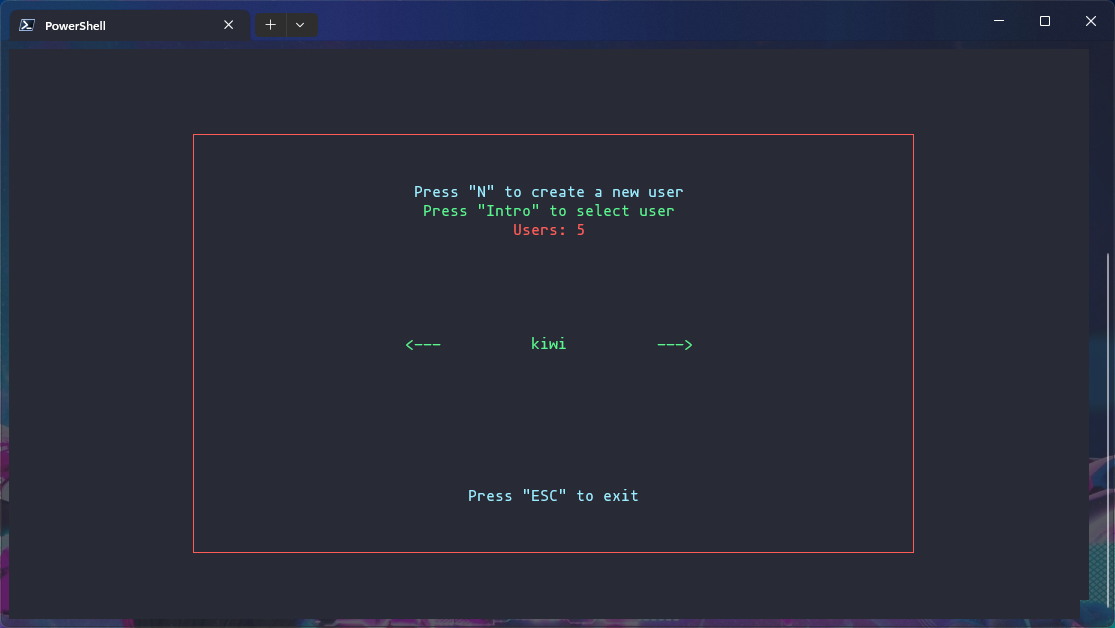 PowerShell
Press "N" to create a new user
Press "Intro" to select user
Users: 5
<--- kiwi --->
Press "ESC" to exit